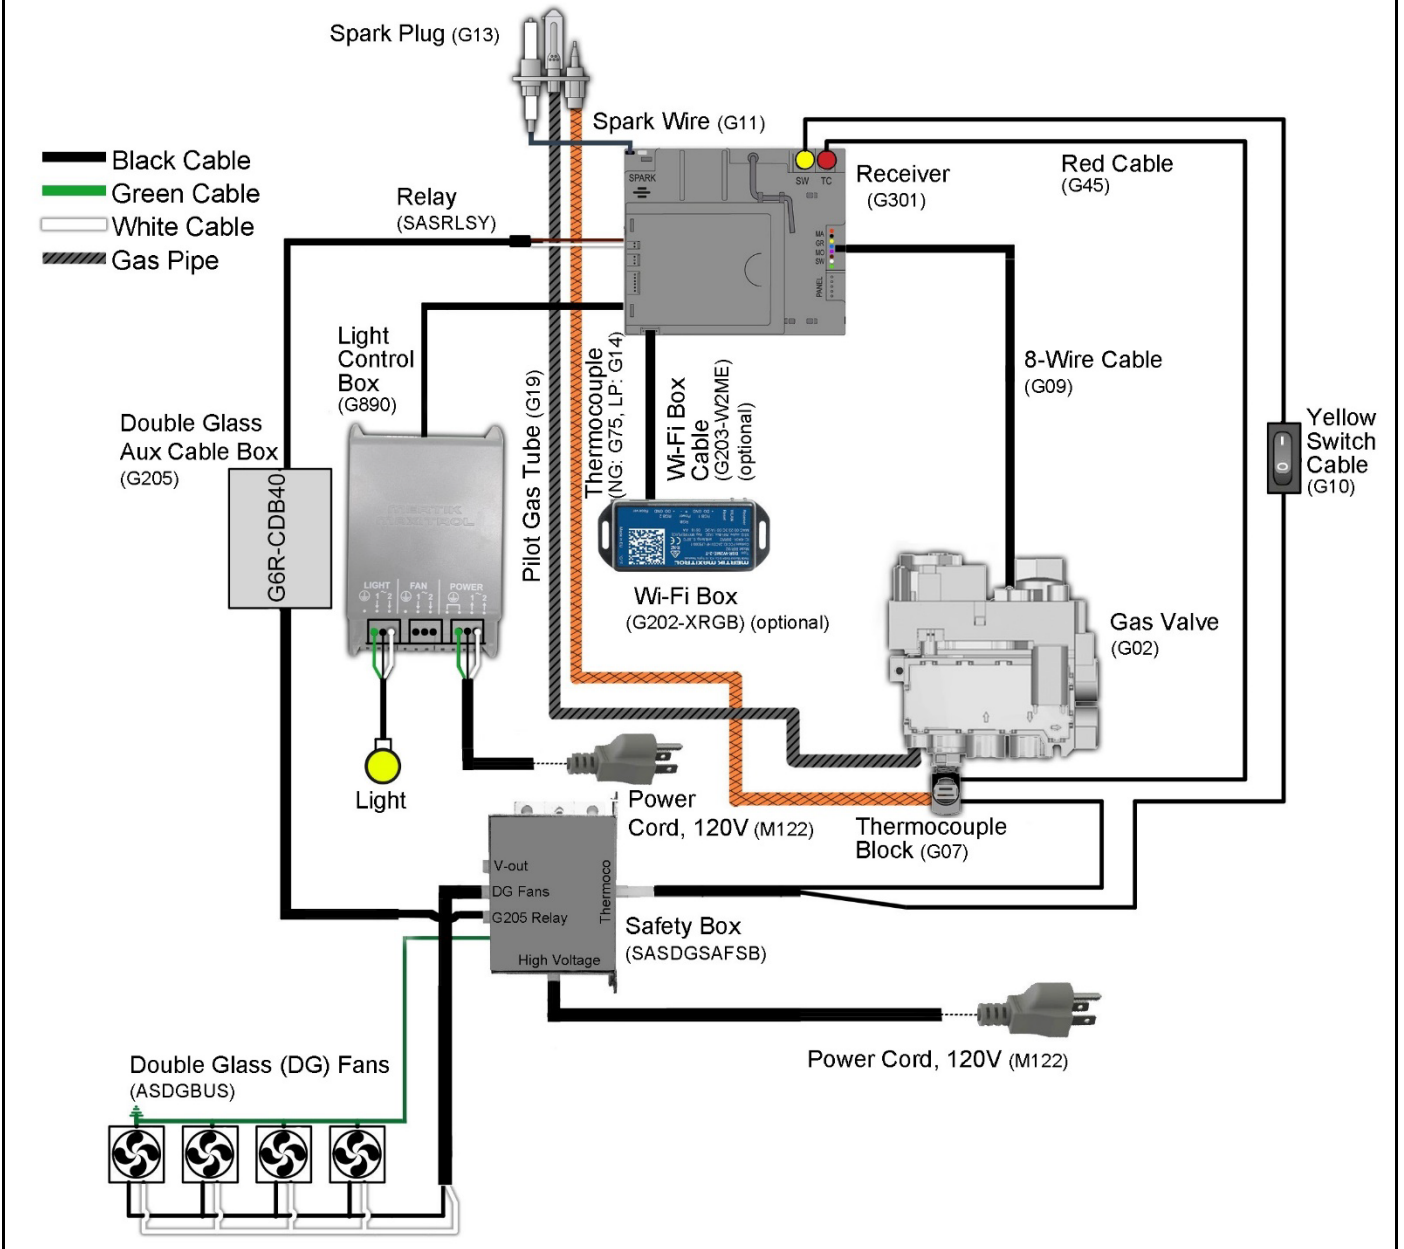 Spark Plug (G13)
Spark Wire (G11)
Black Cable
Green Cable
White Cable
Gas Pipe
Relay
(SASRLSY)
SPARK
SW TC
Receiver
(G301)
Red Cable
(G45)
MA
GR
MO
SW
PANEL
Light
Control
Box
(G890)
8-Wire Cable
(G09)
Double Glass
Aux Cable Box
(G205)
G6R-CDB40
Pilot Gas Tube (G19)
Thermocouple
(NG: G75, LP: G14)
Wi-Fi Box
Cable
(G203-W2ME)
(optional)
Yellow
Switch
Cable
(G10)
LIGHT FAN POWER
MERTIK MAXITROL
Wi-Fi Box
(G202-XRGB) (optional)
Gas Valve
(G02)
Light
Power
Cord, 120V (M122)
Thermocouple
Block (G07)
V-out
DG Fans
G205 Relay
Thermoco
High Voltage
Safety Box
(SASDGSAFSB)
Power Cord, 120V (M122)
Double Glass (DG) Fans
(ASDGBUS)